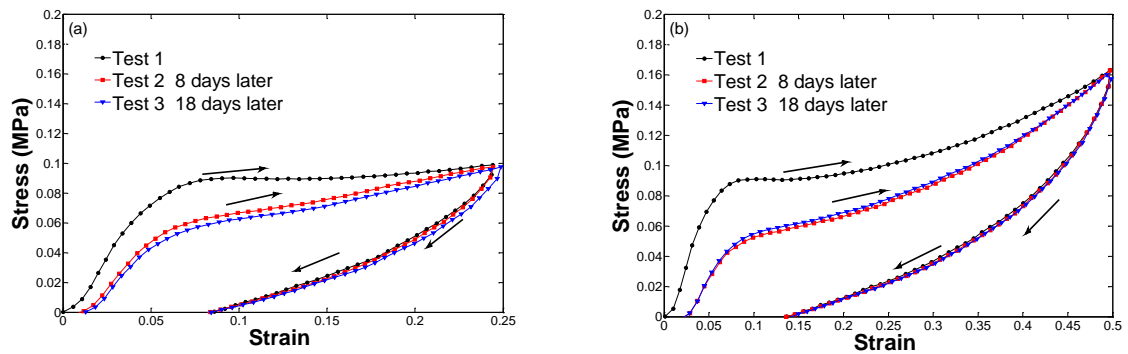 (a)
Test 1
Test 2 8 days later
Test 3 18 days later
Stress (MPa)
0.2
0.18
0.16
0.14
0.12
0.1
0.08
0.06
0.04
0.02
0
0 0.05 0.1 0.15 0.2 0.25
Strain
(b)
Test 1
Test 2 8 days later
Test 3 18 days later
Stress (MPa)
0.2
0.18
0.16
0.14
0.12
0.1
0.08
0.06
0.04
0.02
0
0 0.05 0.1 0.15 0.2 0.25 0.3 0.35 0.4 0.45 0.5
Strain